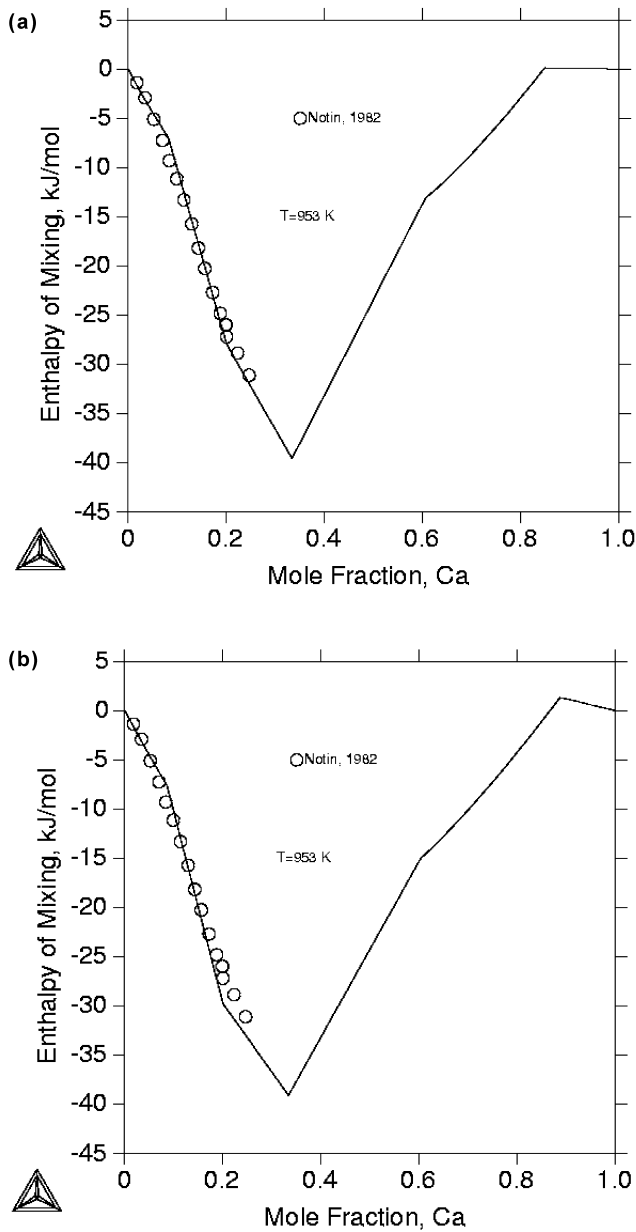 (a)
5
0
-5
-10
-15
-20
-25
-30
-35
-40
-45
Enthalpy of Mixing, kJ/mol
Notin, 1982
T=953 K
0 0.2 0.4 0.6 0.8 1.0
Mole Fraction, Ca
(b)
5
0
-5
-10
-15
-20
-25
-30
-35
-40
-45
Enthalpy of Mixing, kJ/mol
Notin, 1982
T=953 K
0 0.2 0.4 0.6 0.8 1.0
Mole Fraction, Ca